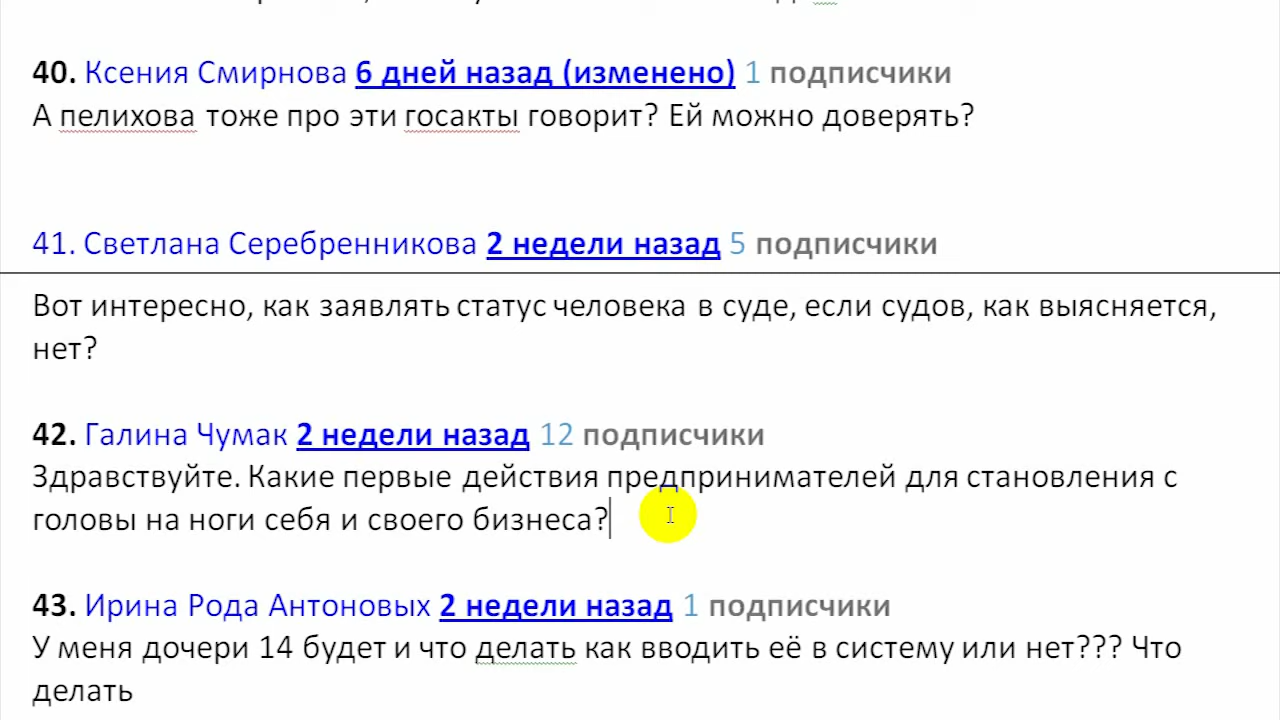 40. Ксения Смирнова 6 дней назад (изменено) 1 подписчики
А пелихова тоже про эти госакты говорит? Ей можно доверять?
41. Светлана Серебренникова 2 недели назад 5 подписчики
Вот интересно, как заявлять статус человека в суде, если судов, как выясняется,
нет?
42. Галина Чумак 2 недели назад 12 подписчики
Здравствуйте. Какие первые действия предпринимателей для становления с
головы на ноги себя и своего бизнеса?
43. Ирина Рода Антоновых 2 недели назад 1 подписчики
У меня дочери 14 будет и что делать как вводить её в систему или нет??? Что
делать